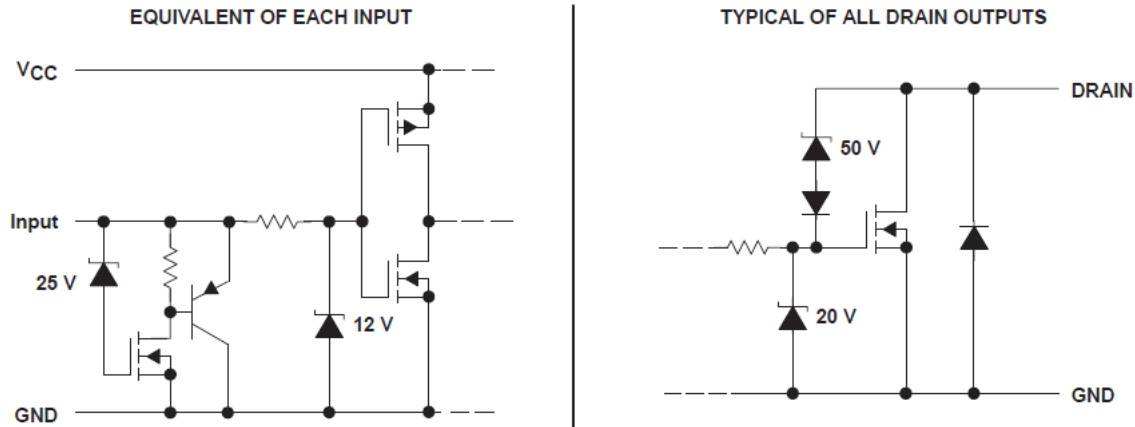 EQUIVALENT OF EACH INPUT
VCC
Input
25 V
12 V
GND
TYPICAL OF ALL DRAIN OUTPUTS
DRAIN
50 V
20 V
GND